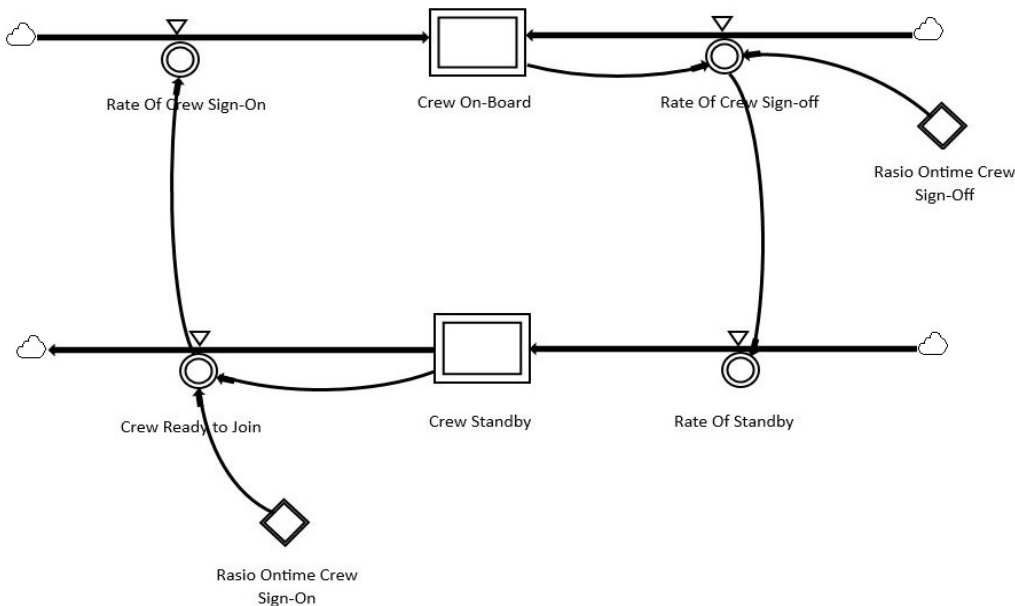 Rate Of Crew Sign-On
Crew On-Board
Rate Of Crew Sign-off
Rasio Ontime Crew
Sign-Off
Crew Ready to Join
Crew Standby
Rate Of Standby
Rasio Ontime Crew
Sign-On